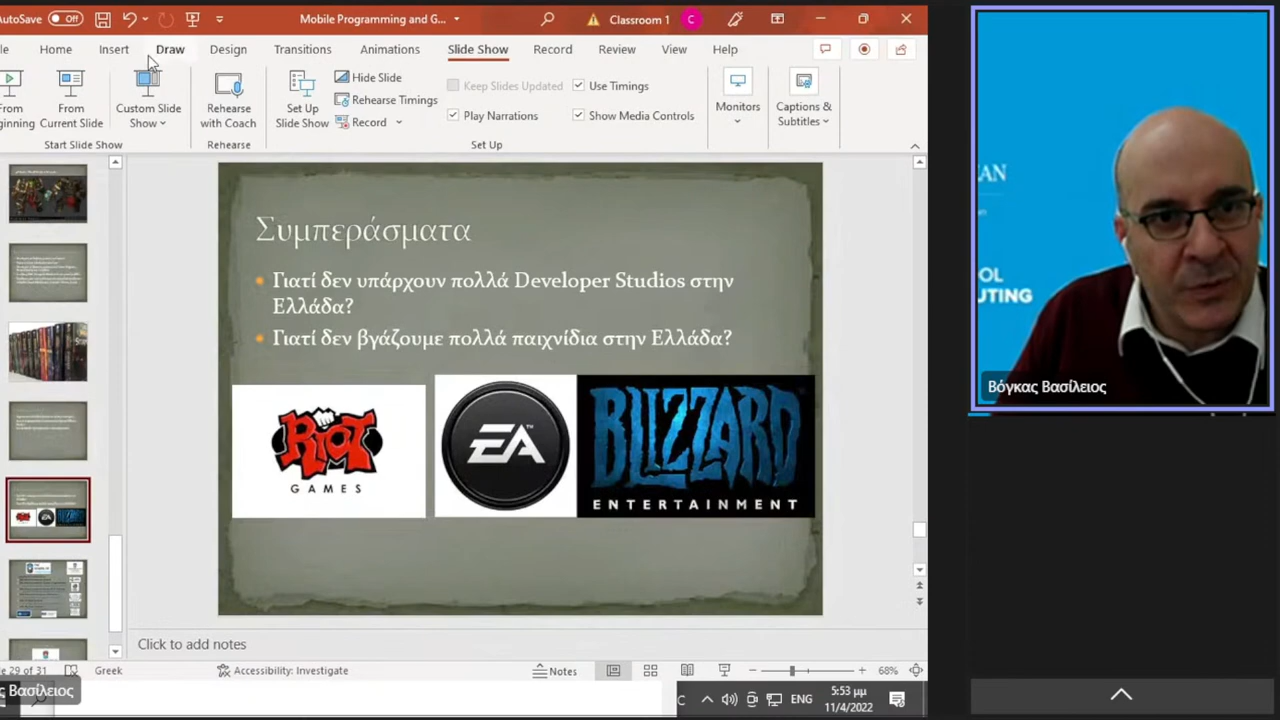 AutoSave Off
Mobile Programming and G...
Classroom 1
C
Home Insert Draw Design Transitions Animations Slide Show Record Review View Help
From
Current Slide
Custom Slide
Show
Rehearse
with Coach
Set Up
Slide Show
Hide Slide
Rehearse Timings
Record
Keep Slides Updated
Use Timings
Play Narrations
Show Media Controls
Monitors
Captions &
Subtitles
Start Slide Show
Rehearse
Set Up
Συμπεράσματα
Γιατί δεν υπάρχουν πολλά Developer Studios στην
Ελλάδα?
Γιατί δεν βγάζουμε πολλά παιχνίδια στην Ελλάδα?
RIOT
GAMES
EA
BLIZZARD
ENTERTAINMENT
Click to add notes
29 of 31
Greek
Accessibility: Investigate
Notes
68%
Βασίλειος
ENG
5:53 μμ
11/4/2022
Βόγκας Βασίλειος